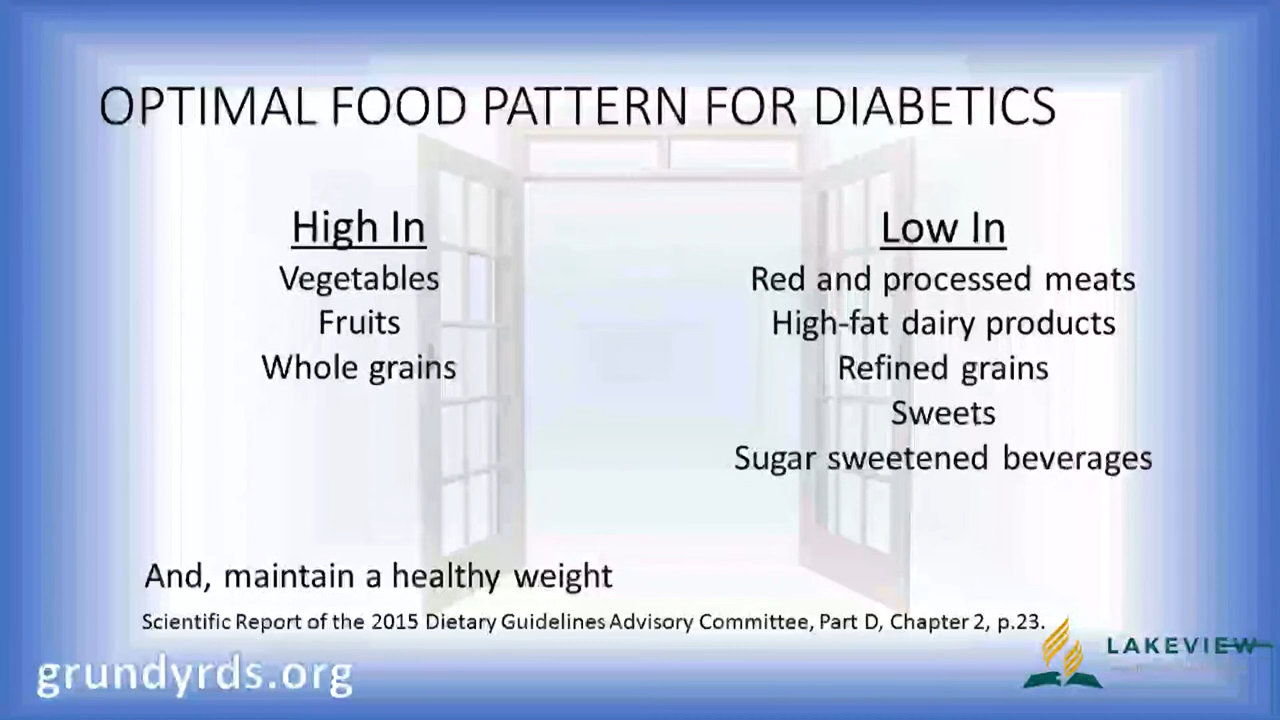 OPTIMAL FOOD PATTERN FOR DIABETICS
High In
Vegetables
Fruits
Whole grains
Low In
Red and processed meats
High-fat dairy products
Refined grains
Sweets
Sugar sweetened beverages
And, maintain a healthy weight
Scientific Report of the 2015 Dietary Guidelines Advisory Committee, Part D, Chapter 2, p.23.
grundyrds.org
LAKEVIEW